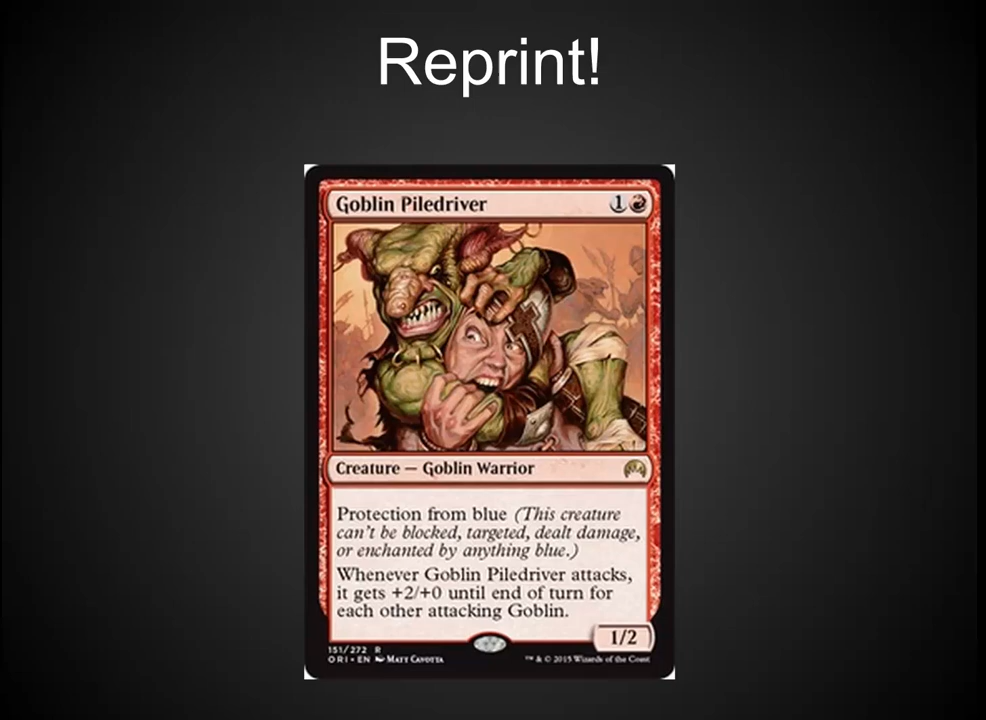 Reprint!
Goblin Piledriver 1
Creature — Goblin Warrior
Protection from blue (This creature
can't be blocked, targeted, dealt damage,
or enchanted by anything blue.)
Whenever Goblin Piledriver attacks,
it gets +2/+0 until end of turn for
each other attacking Goblin.
1/2
151/272 R
ORI • EN Matt Cavotta
™ & © 2015 Wizards of the Coast